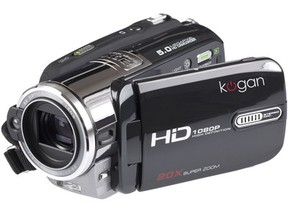 5.0
kogan
HD 1080P
20X SUPER ZOOM